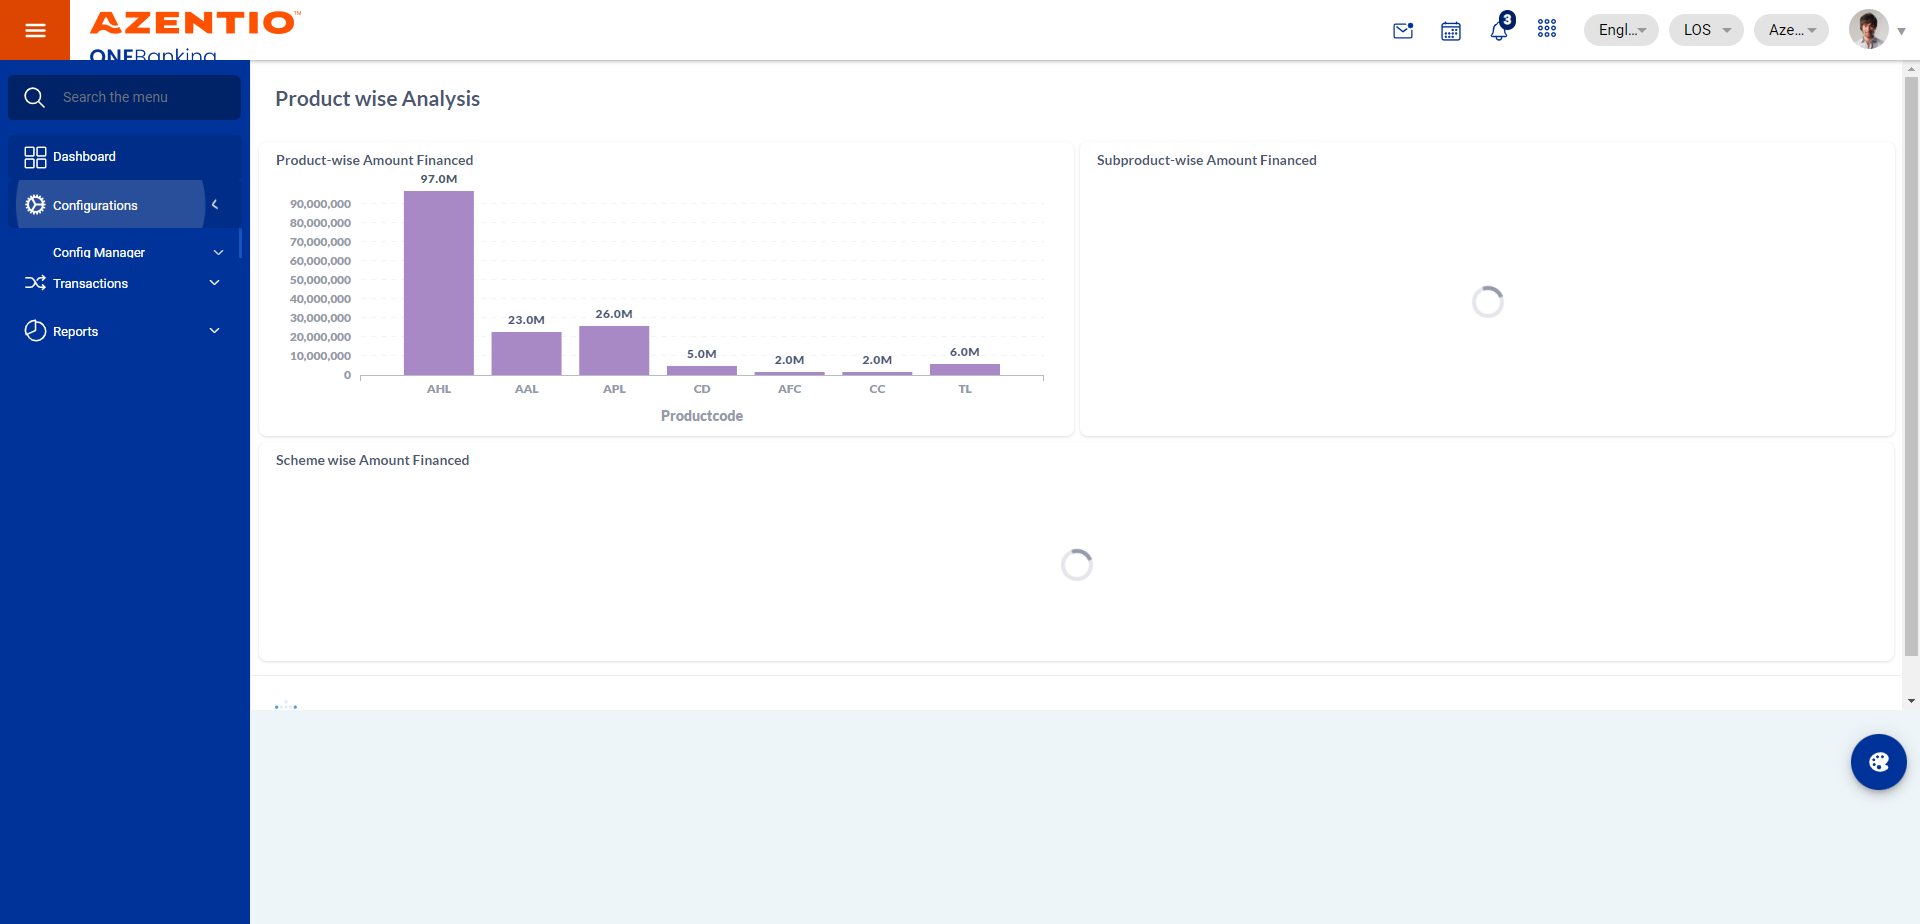 AZENTIO™
ONEBanking
3
Engl...
LOS
Aze...
Search the menu
Dashboard
Configurations
Config Manager
Transactions
Reports
Product wise Analysis
Product-wise Amount Financed
97.0M
90,000,000
80,000,000
70,000,000
60,000,000
50,000,000
40,000,000
30,000,000
20,000,000
10,000,000
0
23.0M
26.0M
5.0M
2.0M
2.0M
6.0M
AHL
AAL
APL
CD
AFC
CC
TL
Productcode
Subproduct-wise Amount Financed
Scheme wise Amount Financed